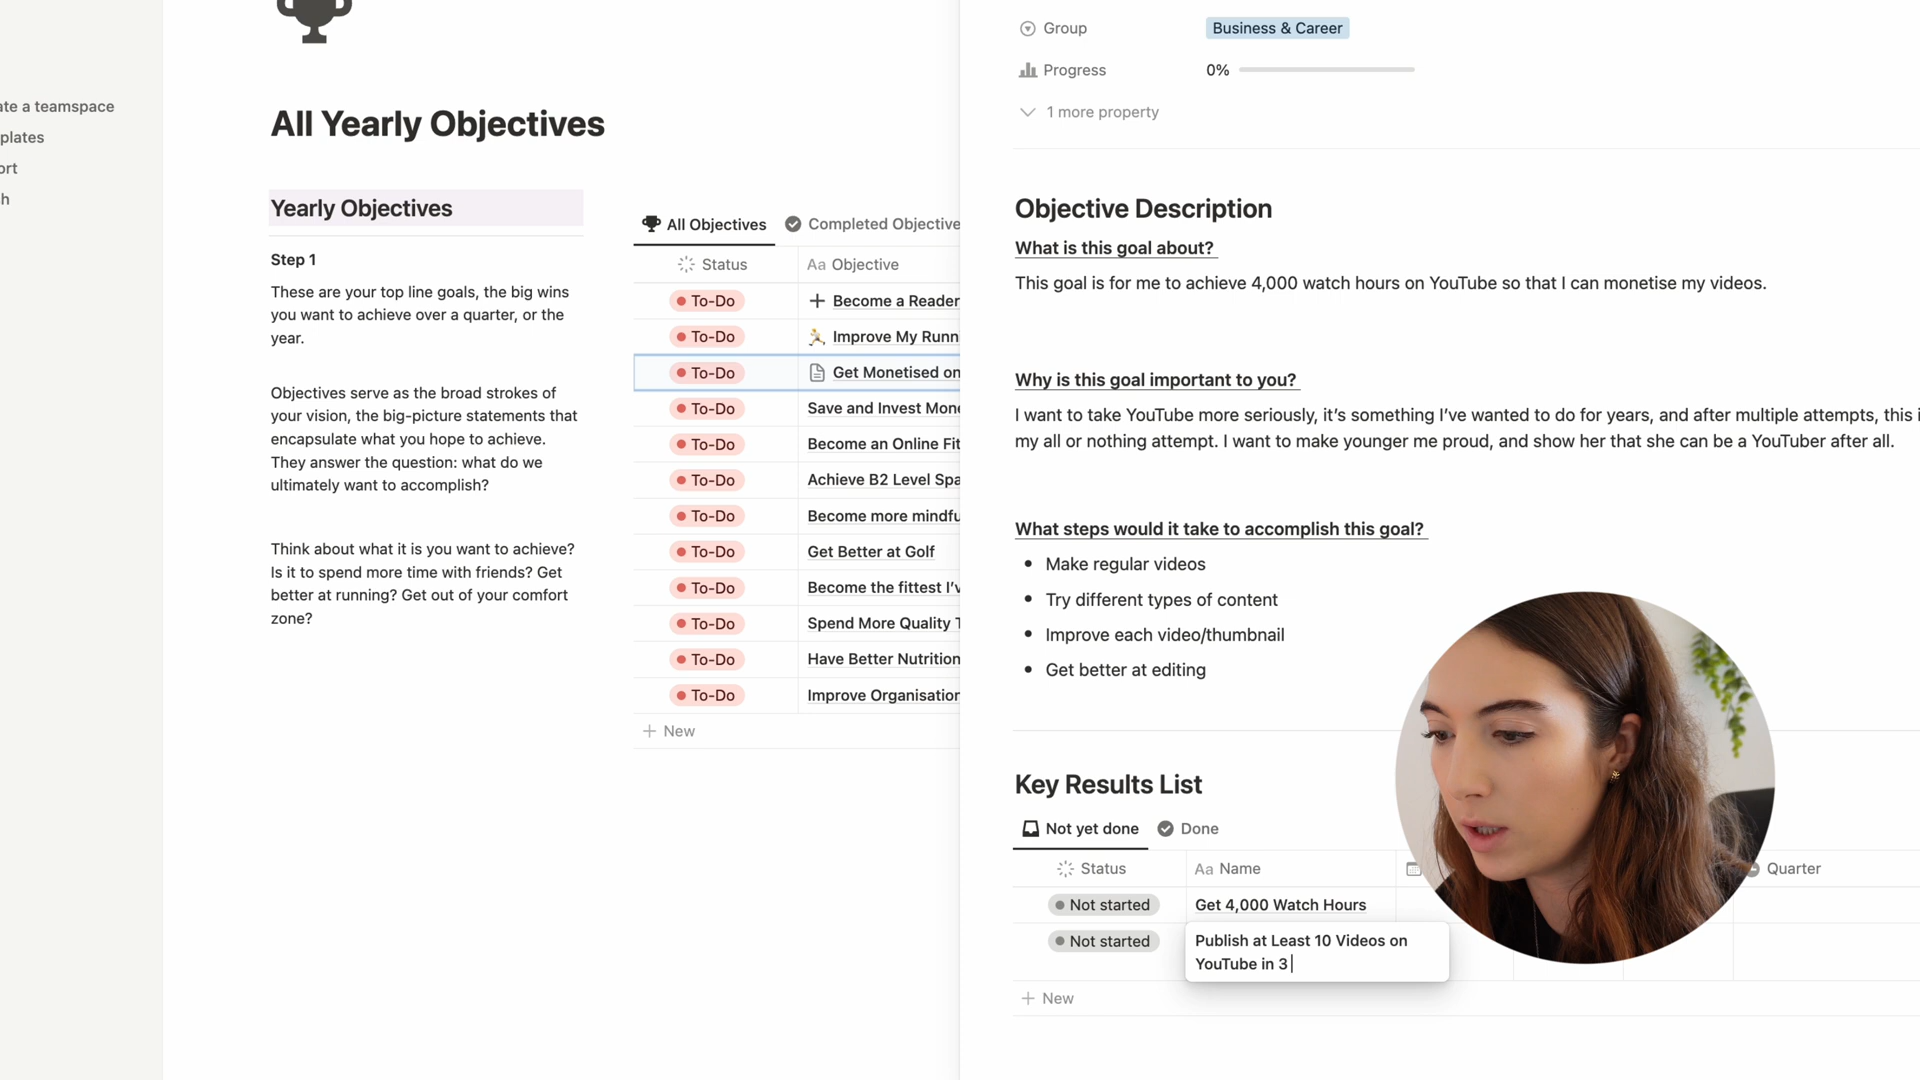 ate a teamspace
plates
ort
h
All Yearly Objectives
Yearly Objectives
Step 1
These are your top line goals, the big wins
you want to achieve over a quarter, or the
year.
Objectives serve as the broad strokes of
your vision, the big-picture statements that
encapsulate what you hope to achieve.
They answer the question: what do we
ultimately want to accomplish?
Think about what it is you want to achieve?
Is it to spend more time with friends? Get
better at running? Get out of your comfort
zone?
All Objectives Completed Objective
Status Aa Objective
To-Do Become a Reader
To-Do Improve My Runn
To-Do Get Monetised on
To-Do Save and Invest Mone
To-Do Become an Online Fit
To-Do Achieve B2 Level Spa
To-Do Become more mindfu
To-Do Get Better at Golf
To-Do Become the fittest I'v
To-Do Spend More Quality T
To-Do Have Better Nutrition
To-Do Improve Organisation
New
Group Business & Career
Progress 0%
1 more property
Objective Description
What is this goal about?
This goal is for me to achieve 4,000 watch hours on YouTube so that I can monetise my videos.
Why is this goal important to you?
I want to take YouTube more seriously, it's something I've wanted to do for years, and after multiple attempts, this i
my all or nothing attempt. I want to make younger me proud, and show her that she can be a YouTuber after all.
What steps would it take to accomplish this goal?
• Make regular videos
• Try different types of content
• Improve each video/thumbnail
• Get better at editing
Key Results List
Not yet done Done
Status Aa Name Quarter
Not started Get 4,000 Watch Hours
Not started Publish at Least 10 Videos on
YouTube in 3
New